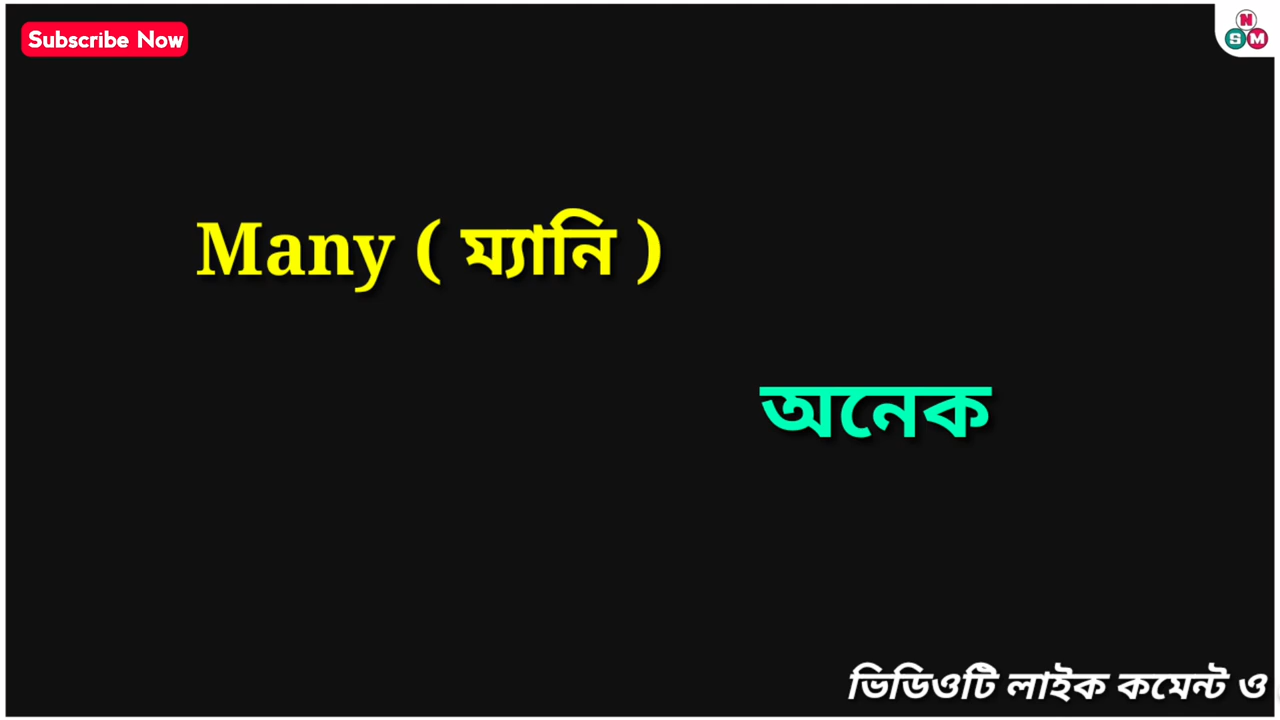 Subscribe Now
N
S M
Many ( ম্যানি )
অনেক
ভিডিওটি লাইক কমেন্ট ও